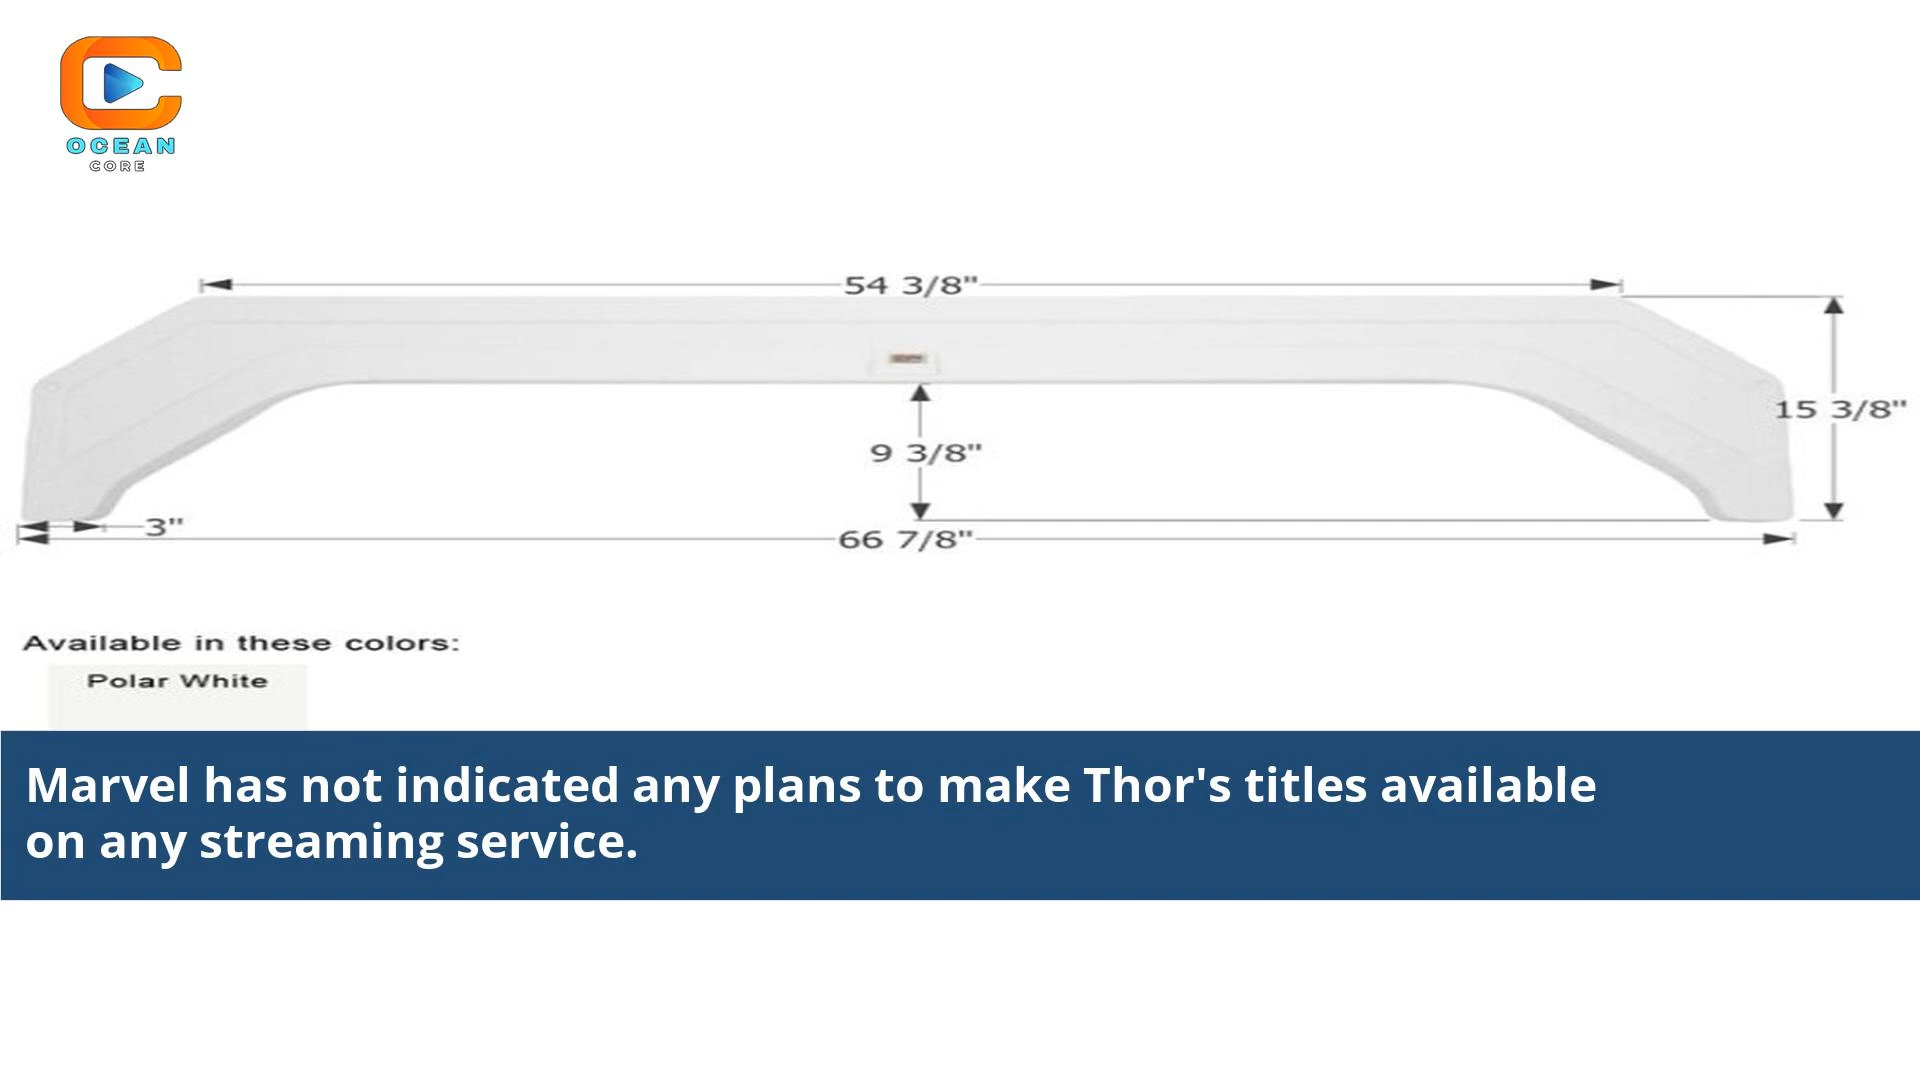 OCEAN
CORE
54 3/8"
15 3/8"
9 3/8"
3"
66 7/8"
Available in these colors:
Polar White
Marvel has not indicated any plans to make Thor's titles available
on any streaming service.